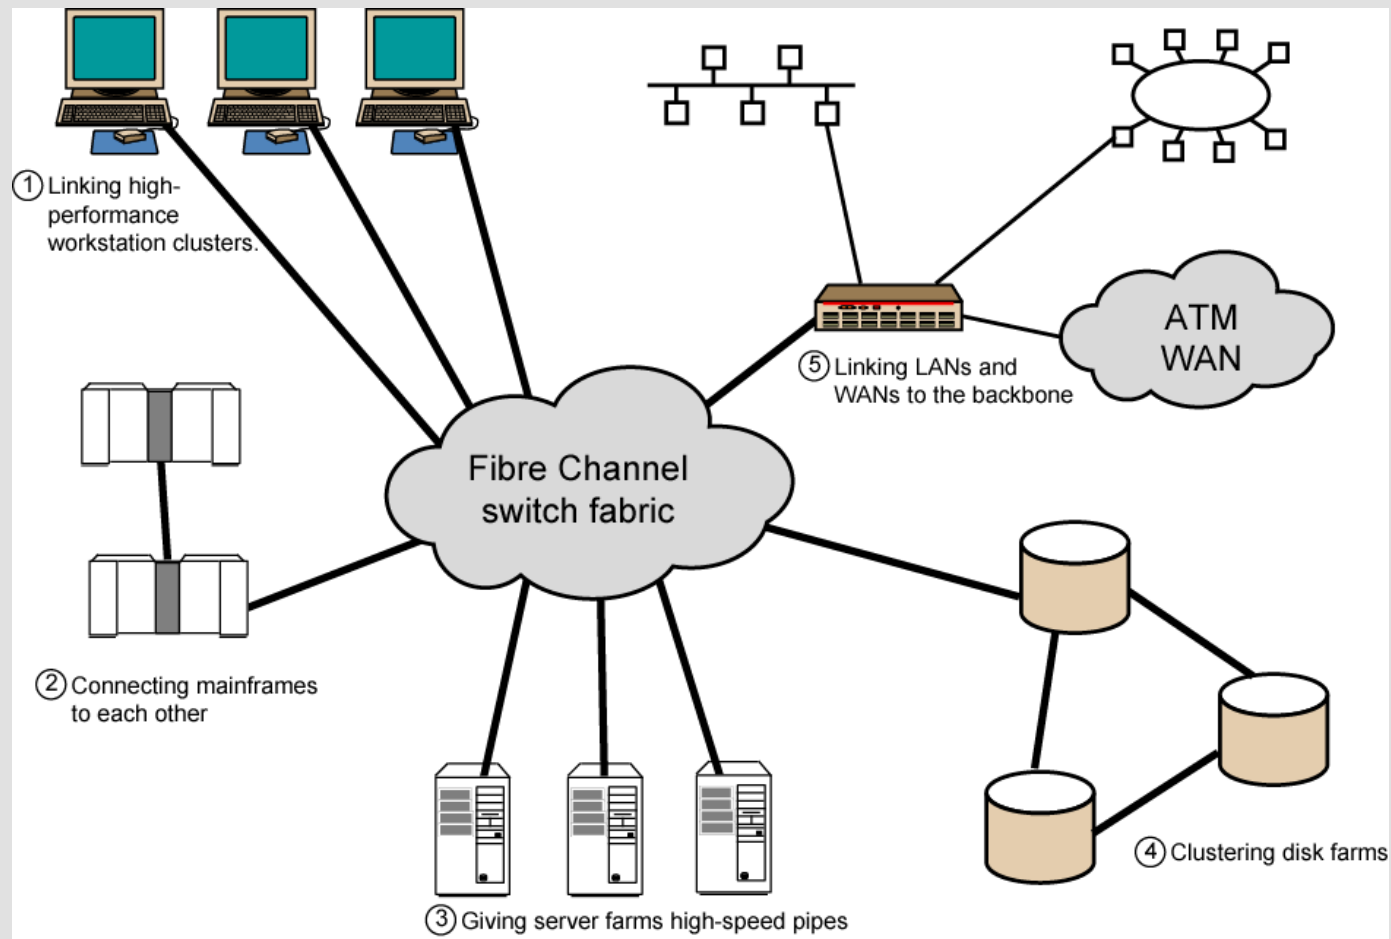 ① Linking high-
performance
workstation clusters.
⑤ Linking LANs and
WANs to the backbone
ATM
WAN
Fibre Channel
switch fabric
② Connecting mainframes
to each other
④ Clustering disk farms
③ Giving server farms high-speed pipes